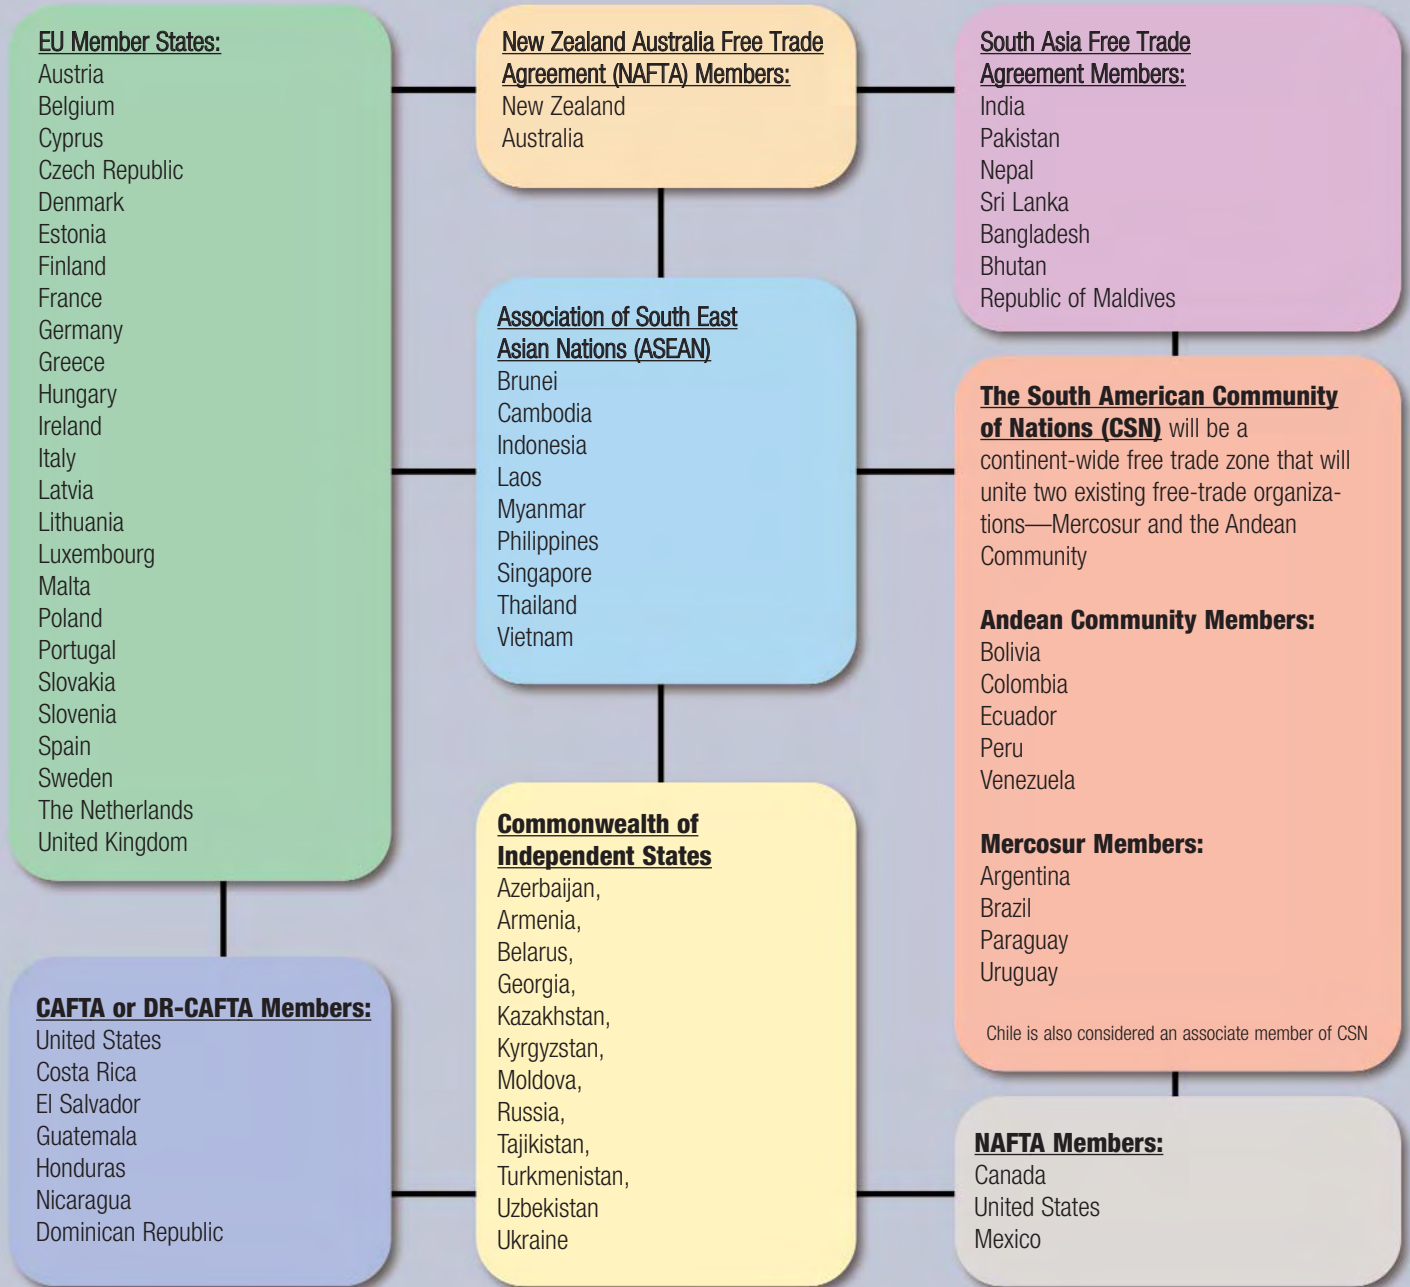 EU Member States:
Austria
Belgium
Cyprus
Czech Republic
Denmark
Estonia
Finland
France
Germany
Greece
Hungary
Ireland
Italy
Latvia
Lithuania
Luxembourg
Malta
Poland
Portugal
Slovakia
Slovenia
Spain
Sweden
The Netherlands
United Kingdom
New Zealand Australia Free Trade
Agreement (NAFTA) Members:
New Zealand
Australia
South Asia Free Trade
Agreement Members:
India
Pakistan
Nepal
Sri Lanka
Bangladesh
Bhutan
Republic of Maldives
Association of South East
Asian Nations (ASEAN)
Brunei
Cambodia
Indonesia
Laos
Myanmar
Philippines
Singapore
Thailand
Vietnam
The South American Community
of Nations (CSN) will be a
continent-wide free trade zone that will
unite two existing free-trade organiza-
tions—Mercosur and the Andean
Community
Andean Community Members:
Bolivia
Colombia
Ecuador
Peru
Venezuela
Mercosur Members:
Argentina
Brazil
Paraguay
Uruguay
Chile is also considered an associate member of CSN
CAFTA or DR-CAFTA Members:
United States
Costa Rica
El Salvador
Guatemala
Honduras
Nicaragua
Dominican Republic
Commonwealth of
Independent States
Azerbaijan,
Armenia,
Belarus,
Georgia,
Kazakhstan,
Kyrgyzstan,
Moldova,
Russia,
Tajikistan,
Turkmenistan,
Uzbekistan
Ukraine
NAFTA Members:
Canada
United States
Mexico